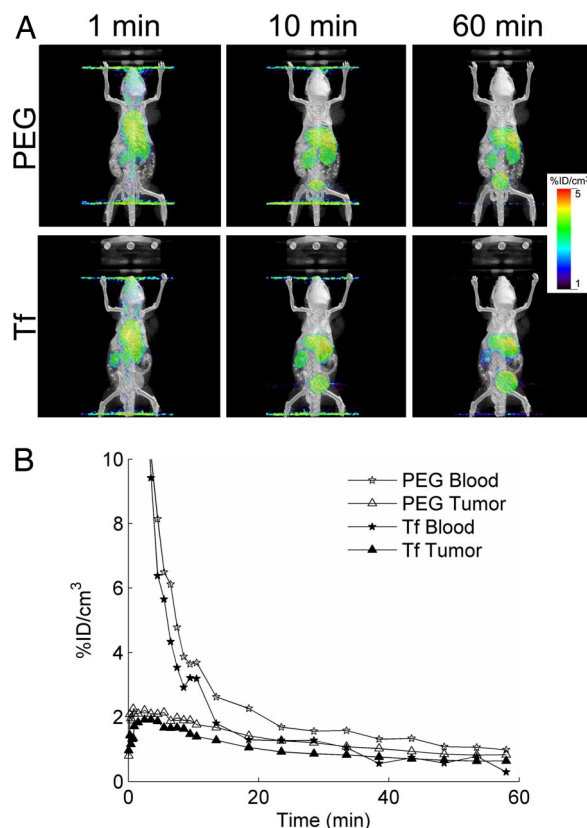 A
1 min 10 min 60 min
PEG
%ID/cm³
5
1
Tf
B
PEG Blood
PEG Tumor
Tf Blood
Tf Tumor
10
8
6
4
2
0
%ID/cm³
0 20 40 60
Time (min)